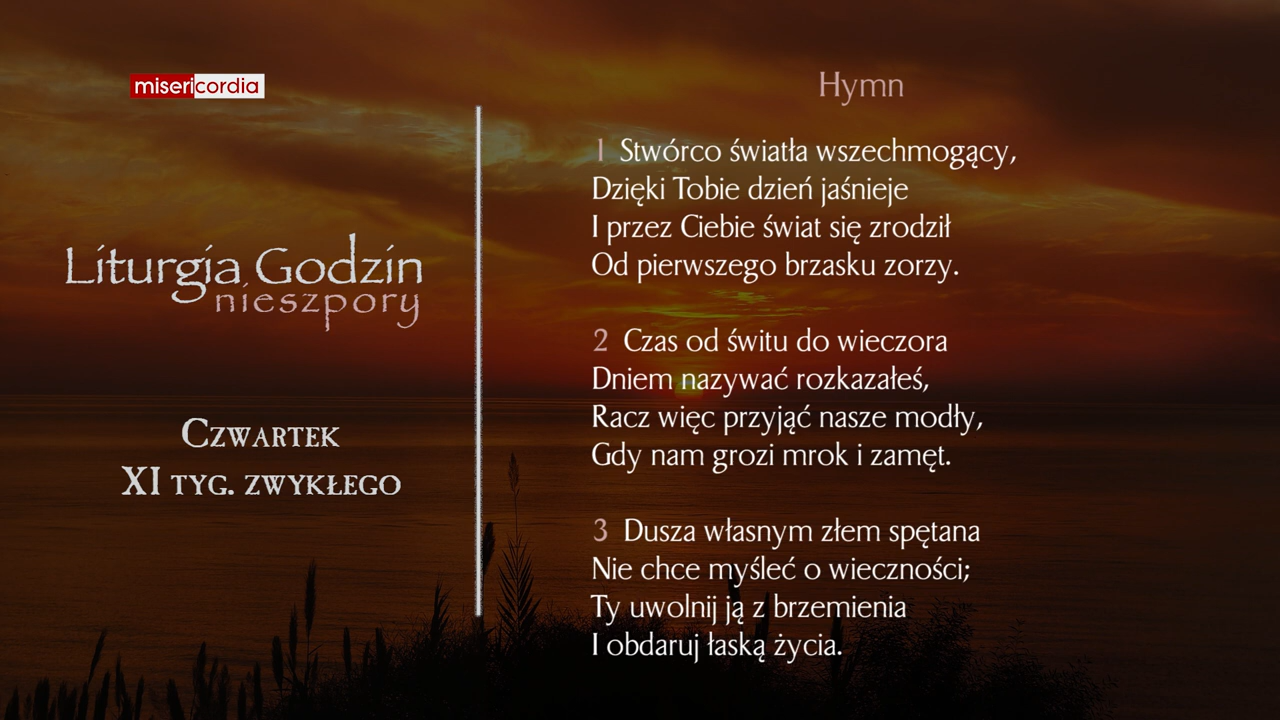 misericordia
Liturgia Godzin
nieszpory
Czwartek
XI tyg. zwykłego
Hymn
1 Stwórco światła wszechmogący,
Dzięki Tobie dzień jaśnieje
I przez Ciebie świat się zrodził
Od pierwszego brzasku zorzy.
2 Czas od świtu do wieczora
Dniem nazywać rozkazałeś,
Racz więc przyjąć nasze modły,
Gdy nam grozi mrok i zamęt.
3 Dusza własnym złem spętana
Nie chce myśleć o wieczności;
Ty uwolnij ją z brzemienia
I obdaruj łaską życia.